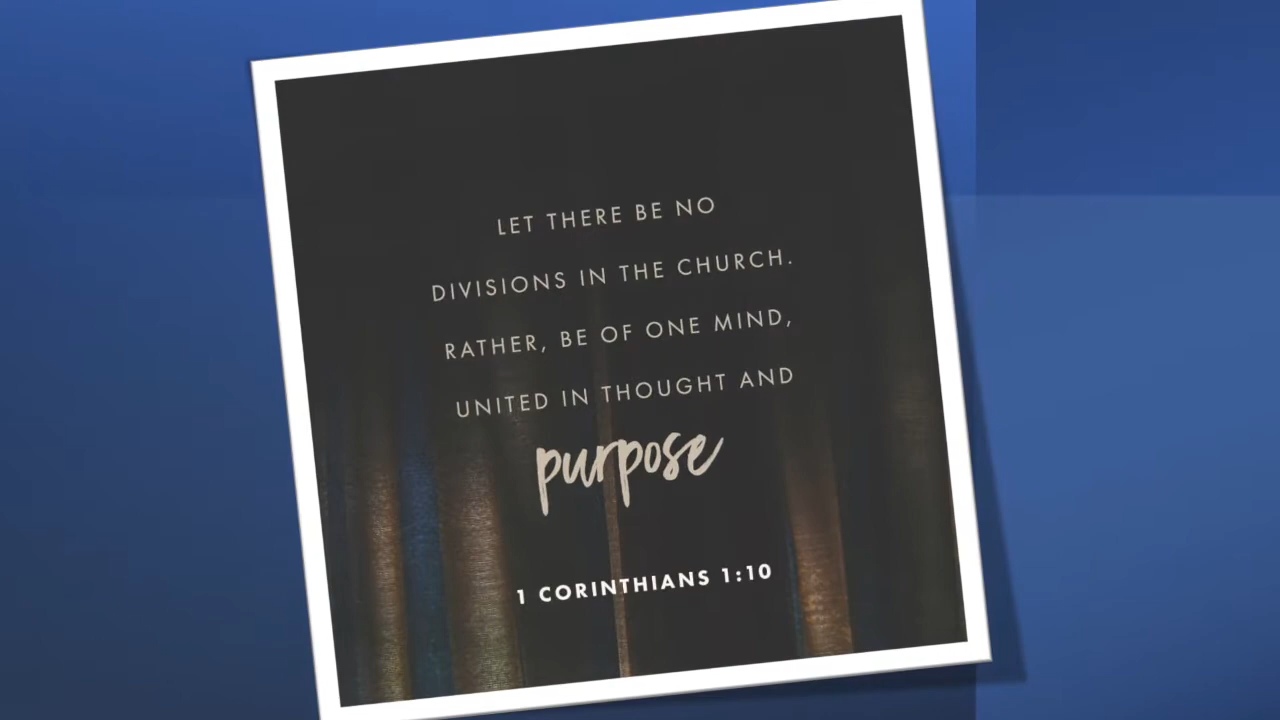 LET THERE BE NO
DIVISIONS IN THE CHURCH.
RATHER, BE OF ONE MIND,
UNITED IN THOUGHT AND
purpose
1 CORINTHIANS 1:10